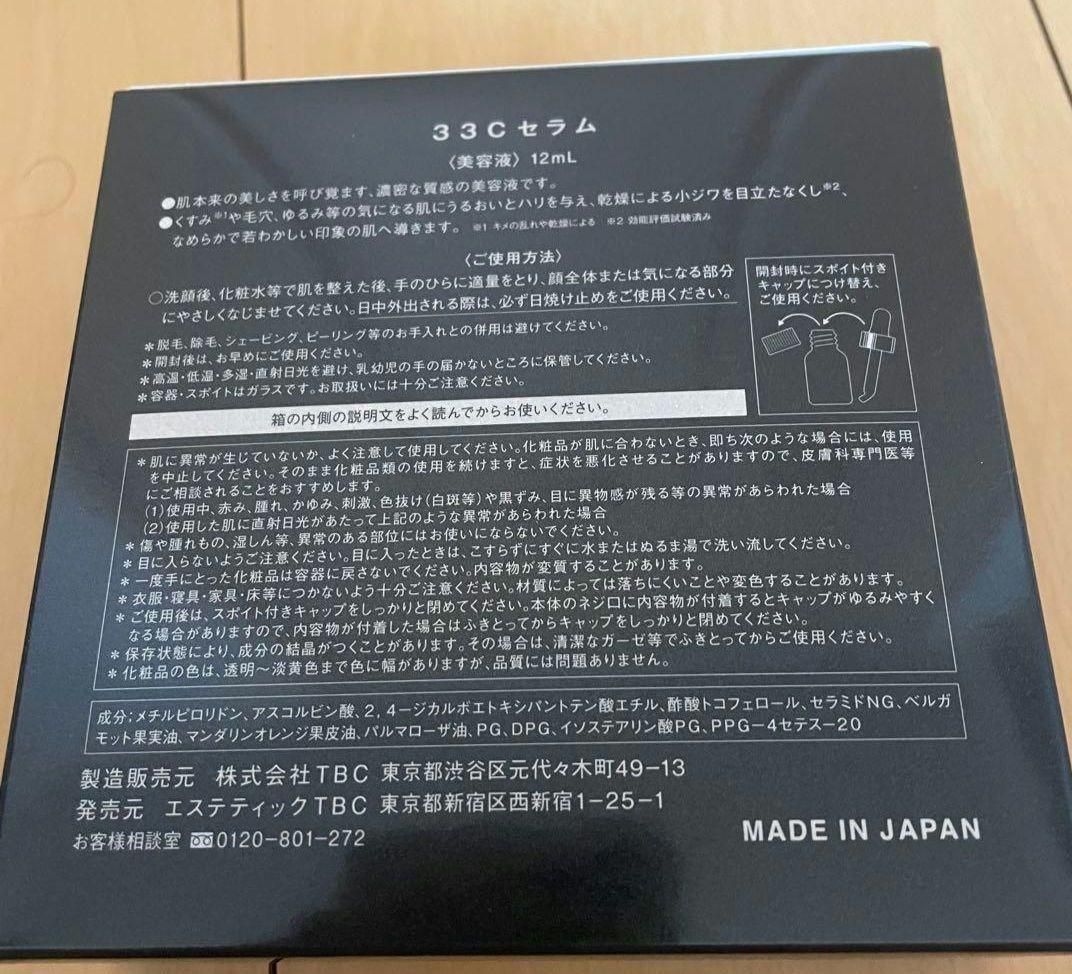 33Cセラム
〈美容液〉12mL
●肌本来の美しさを呼び覚ます、濃密な質感の美容液です。
●くすみ※1や毛穴、ゆるみ等の気になる肌にうるおいとハリを与え、乾燥による小ジワを目立たなくし※2、
なめらかで若わかしい印象の肌へ導きます。 ※1 キメの乱れや乾燥による ※2 効能評価試験済み
〈ご使用方法〉
○洗顔後、化粧水等で肌を整えた後、手のひらに適量をとり、顔全体または気になる部分
にやさしくなじませてください。日中外出される際は、必ず日焼け止めをご使用ください。
＊脱毛、除毛、シェービング、ピーリング等のお手入れとの併用は避けてください。
＊開封後は、お早めにご使用ください。
＊高温・低温・多湿・直射日光を避け、乳幼児の手の届かないところに保管してください。
＊容器・スポイトはガラスです。お取扱いには十分ご注意ください。
開封時にスポイト付き
キャップにつけ替え、
ご使用ください。
箱の内側の説明文をよく読んでからお使いください。
＊肌に異常が生じていないか、よく注意して使用してください。化粧品が肌に合わないとき、即ち次のような場合には、使用
を中止してください。そのまま化粧品類の使用を続けますと、症状を悪化させることがありますので、皮膚科専門医等
にご相談されることをおすすめします。
(1)使用中、赤み、腫れ、かゆみ、刺激、色抜け(白斑等)や黒ずみ、目に異物感が残る等の異常があらわれた場合
(2)使用した肌に直射日光があたって上記のような異常があらわれた場合
＊傷や腫れもの、湿しん等、異常のある部位にはお使いにならないでください。
＊目に入らないようご注意ください。目に入ったときは、こすらずにすぐに水またはぬるま湯で洗い流してください。
＊一度手にとった化粧品は容器に戻さないでください。内容物が変質することがあります。
＊衣服・寝具・家具・床等につかないよう十分ご注意ください。材質によっては落ちにくいことや変色することがあります。
＊ご使用後は、スポイト付きキャップをしっかりと閉めてください。本体のネジ口に内容物が付着するとキャップがゆるみやすく
なる場合がありますので、内容物が付着した場合はふきとってからキャップをしっかりと閉めてください。
＊保存状態により、成分の結晶がつくことがあります。その場合は、清潔なガーゼ等でふきとってからご使用ください。
＊化粧品の色は、透明～淡黄色まで色に幅がありますが、品質には問題ありません。
成分；メチルピロリドン、アスコルビン酸、2，4－ジカルボエトキシパントテン酸エチル、酢酸トコフェロール、セラミドNG、ベルガ
モット果実油、マンダリンオレンジ果皮油、パルマローザ油、PG、DPG、イソステアリン酸PG、PPG－4セテス－20
製造販売元 株式会社TBC 東京都渋谷区元代々木町49－13
発売元 エステティックTBC 東京都新宿区西新宿1－25－1
お客様相談室 0120－801－272
MADE IN JAPAN